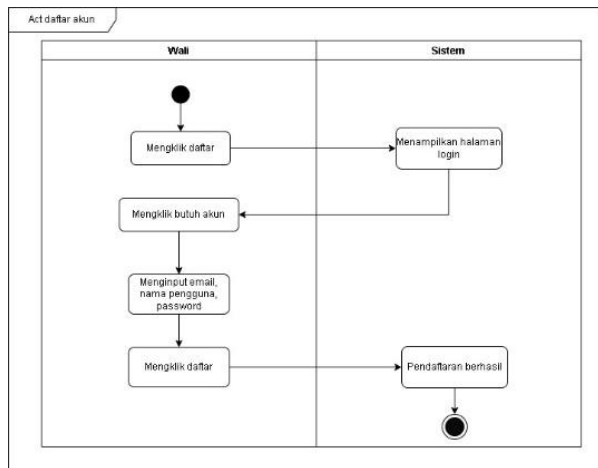 Act daftar akun
Wali
Sistem
Mengklik daftar
Menampilkan halaman
login
Mengklik butuh akun
Menginput email,
nama pengguna,
password
Mengklik daftar
Pendaftaran berhasil